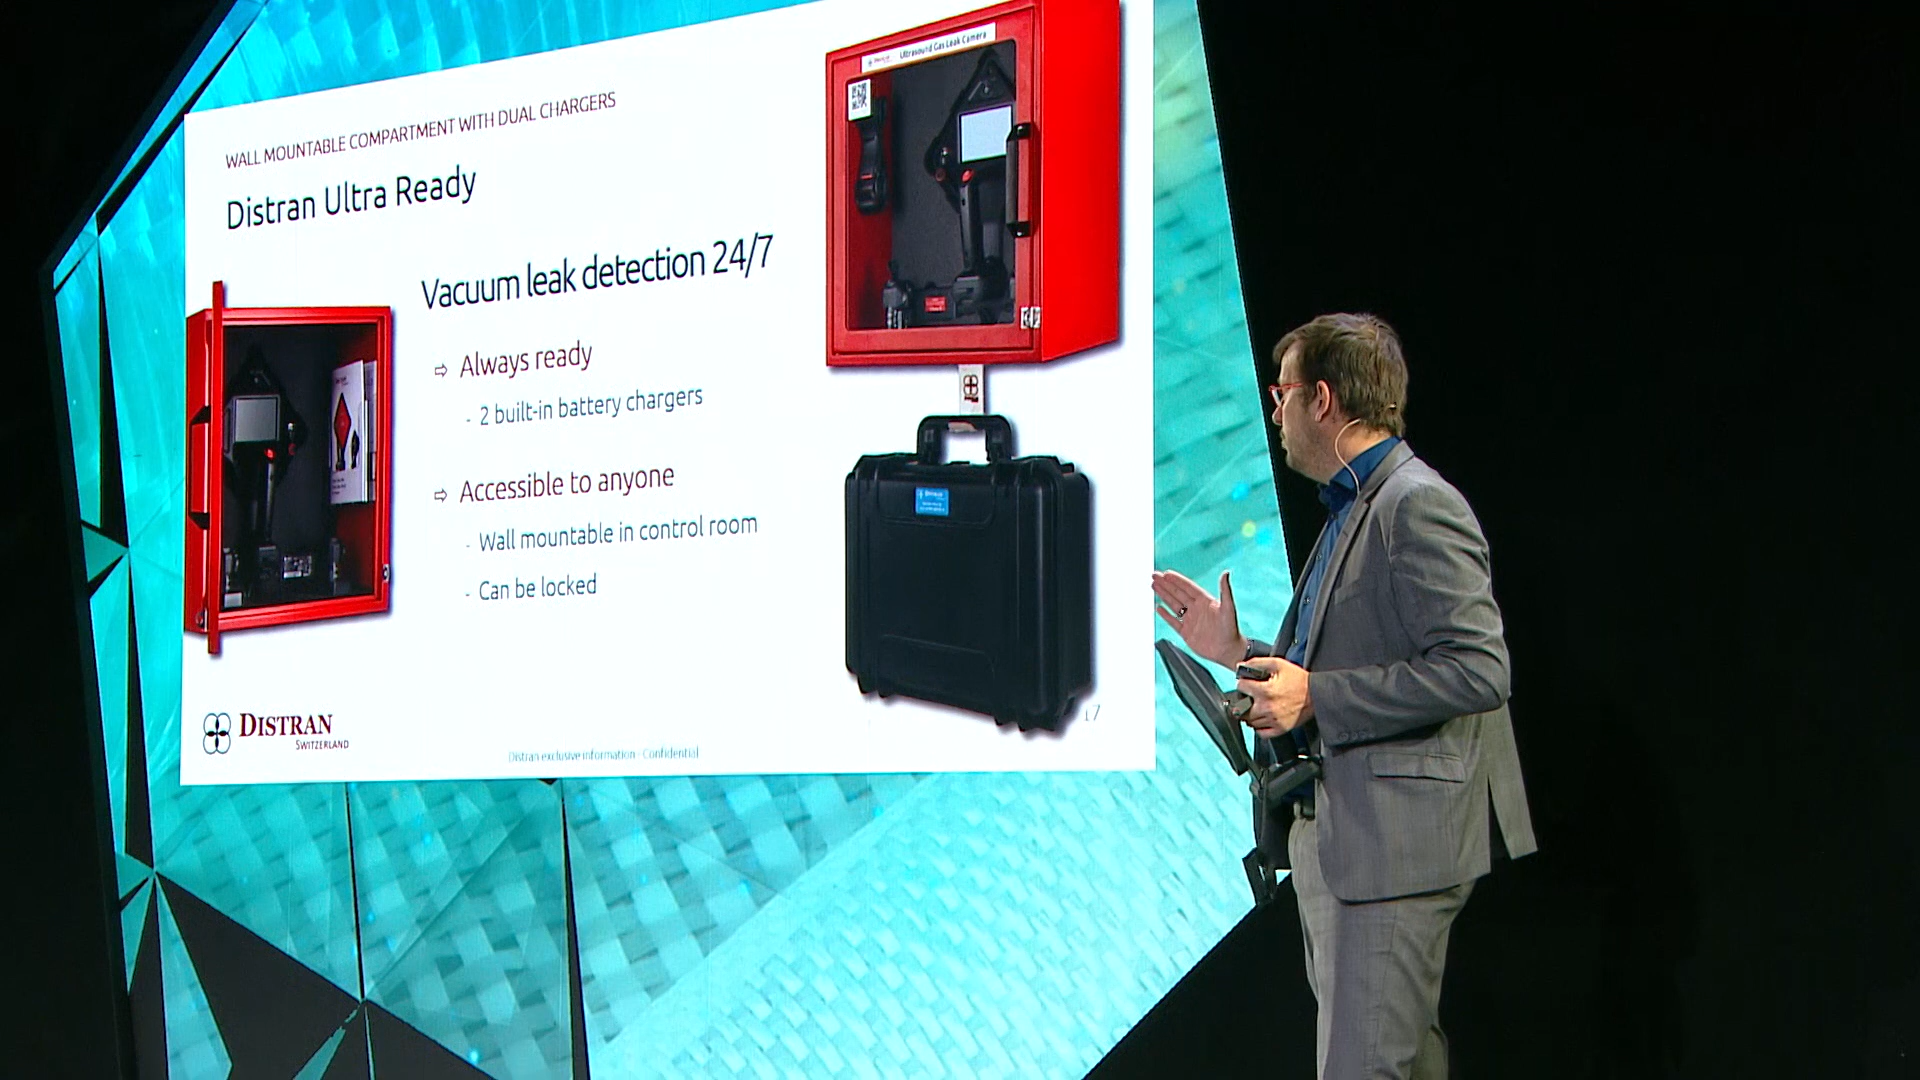 WALL MOUNTABLE COMPARTMENT WITH DUAL CHARGERS
Distran Ultra Ready
Vacuum leak detection 24/7
⇨ Always ready
- 2 built-in battery chargers
⇨ Accessible to anyone
- Wall mountable in control room
- Can be locked
Ultrasound Gas Leak Camera
DISTRAN
SWITZERLAND
Distran exclusive information - Confidential
17